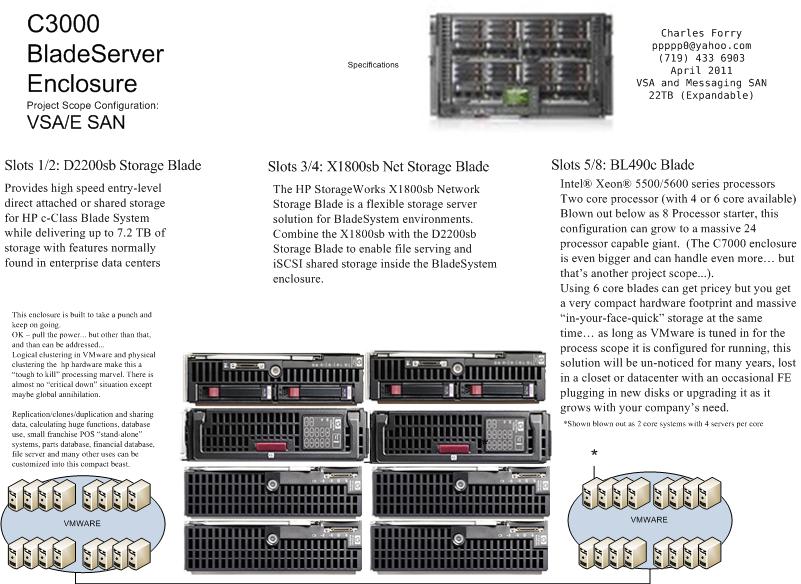 C3000
BladeServer
Enclosure
Project Scope Configuration:
VSA/E SAN
Specifications
Charles Forry
ppppp0@yahoo.com
(719) 433 6903
April 2011
VSA and Messaging SAN
22TB (Expandable)
Slots 1/2: D2200sb Storage Blade
Provides high speed entry-level
direct attached or shared storage
for HP c-Class Blade System
while delivering up to 7.2 TB of
storage with features normally
found in enterprise data centers
Slots 3/4: X1800sb Net Storage Blade
The HP StorageWorks X1800sb Network
Storage Blade is a flexible storage server
solution for BladeSystem environments.
Combine the X1800sb with the D2200sb
Storage Blade to enable file serving and
iSCSI shared storage inside the BladeSystem
enclosure.
Slots 5/8: BL490c Blade
Intel® Xeon® 5500/5600 series processors
Two core processor (with 4 or 6 core available)
Blown out below as 8 Processor starter, this
configuration can grow to a massive 24
processor capable giant.  (The C7000 enclosure
is even bigger and can handle even more… but
that’s another project scope...).
Using 6 core blades can get pricey but you get
a very compact hardware footprint and massive
“in-your-face-quick” storage at the same
time… as long as VMware is tuned in for the
process scope it is configured for running, this
solution will be un-noticed for many years, lost
in a closet or datacenter with an occasional FE
plugging in new disks or upgrading it as it
grows with your company’s need.
*Shown blown out as 2 core systems with 4 servers per core
This enclosure is built to take a punch and
keep on going.
OK – pull the power... but other than that,
and than can be addressed...
Logical clustering in VMware and physical
clustering the  hp hardware make this a
“tough to kill” processing marvel. There is
almost no “critical down” situation except
maybe global annihilation.
Replication/clones/duplication and sharing
data, calculating huge functions, database
use, small franchise POS “stand-alone”
systems, parts database, financial database,
file server and many other uses can be
customized into this compact beast.
VMWARE
*
VMWARE